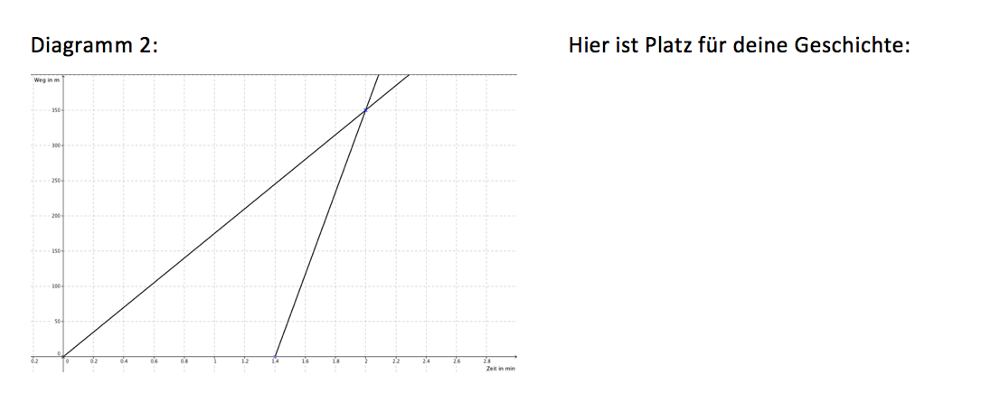 Diagramm 2:
Hier ist Platz für deine Geschichte:
Weg in m
350
300
250
200
150
100
50
0
0.2 0 0.2 0.4 0.6 0.8 1 1.2 1.4 1.6 1.8 2 2.2 2.4 2.6 2.8
Zeit in min